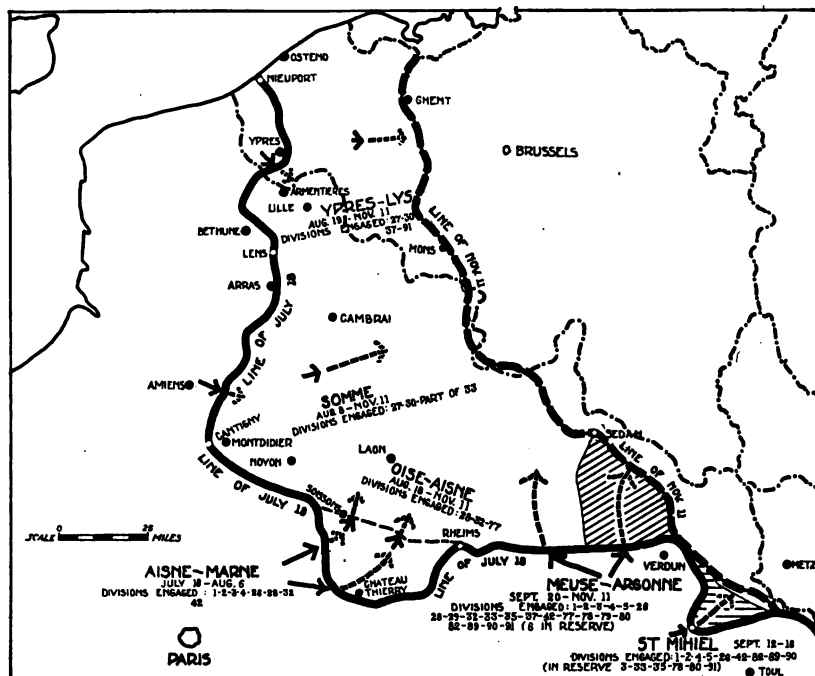 OSTEND
NIEUPORT
GHENT
YPRES
BRUSSELS
ARMENTIERES
LILLE
YPRES-LYS
AUG. 19 - NOV. 11
DIVISIONS ENGAGED: 27-30
37-91
BETHUNE
LENS
MONS
LINE OF NOV. 11
ARRAS
LINE OF JULY 18
CAMBRAI
AMIENS
SOMME
AUG 8 - NOV. 11
DIVISIONS ENGAGED: 27-30-PART OF 33
CANTIGNY
MONTDIDIER
NOYON
LAON
SEDAN
LINE OF JULY 18
OISE-AISNE
AUG. 18 - NOV. 11
DIVISIONS ENGAGED: 28-32-77
LINE OF NOV. 11
SOISSONS
RHEIMS
SCALE 0 25 MILES
AISNE-MARNE
JULY 18 - AUG. 6
DIVISIONS ENGAGED : 1-2-3-4-26-28-32
42
CHATEAU
THIERRY
LINE OF JULY 18
VERDUN
METZ
MEUSE-ARGONNE
SEPT. 20 - NOV. 11
DIVISIONS ENGAGED: 1-2-3-4-5-26
28-29-32-33-35-37-42-77-78-79-80
82-89-90-91 (6 IN RESERVE)
PARIS
ST MIHIEL SEPT. 12-16
DIVISIONS ENGAGED: 1-2-4-5-26-42-82-89-90
(IN RESERVE 3-33-35-78-80-91)
TOUL